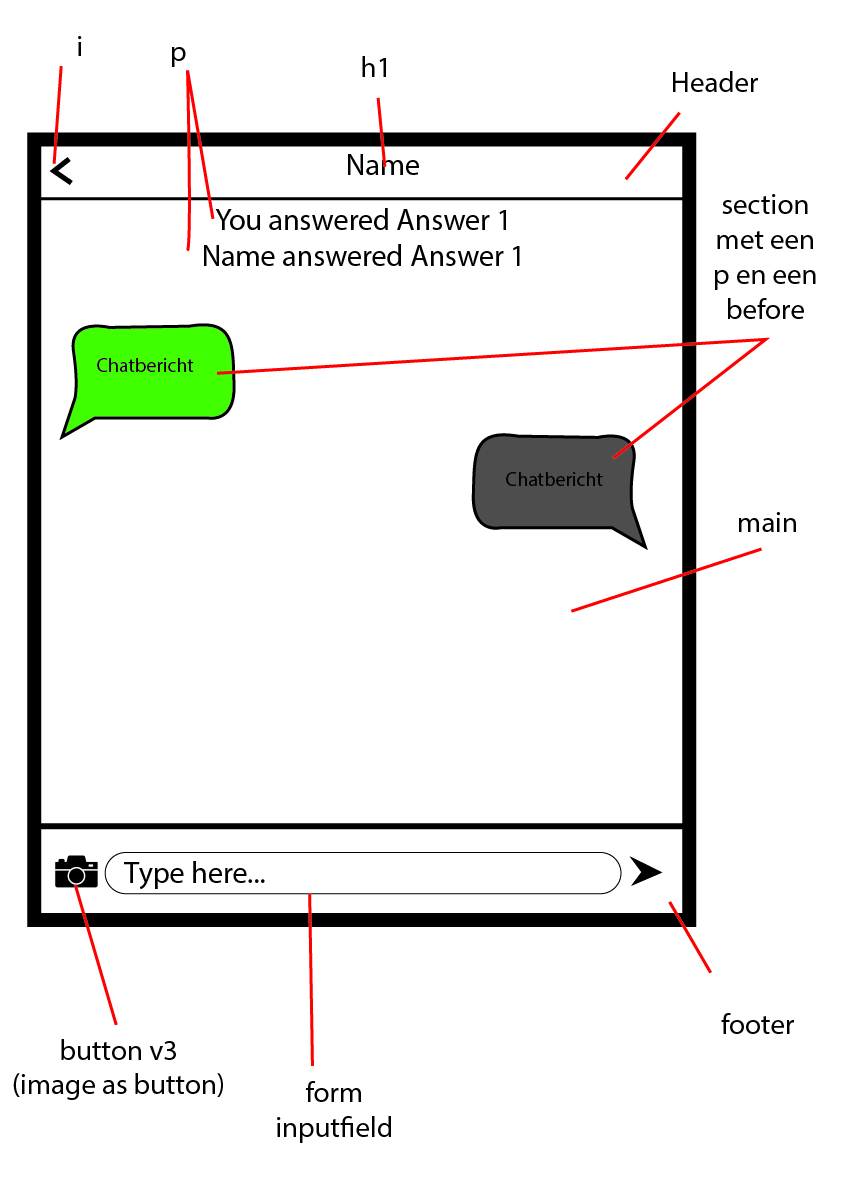 i
p
h1
Header
Name
You answered Answer 1
Name answered Answer 1
section
met een
p en een
before
Chatbericht
Chatbericht
main
Type here...
footer
button v3
(image as button)
form
inputfield